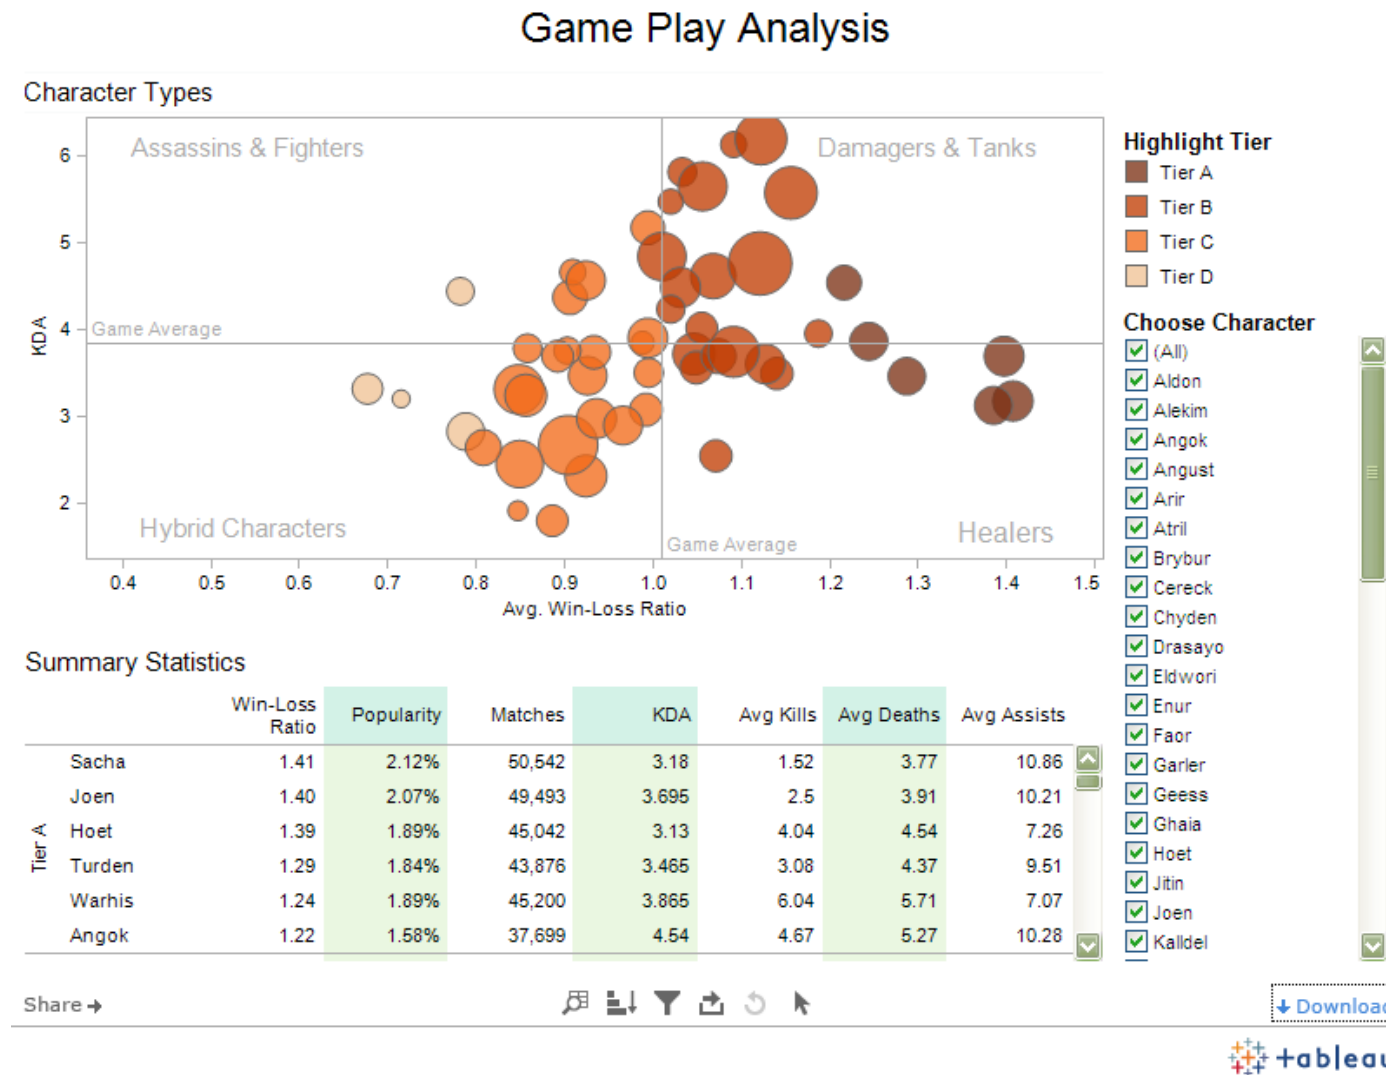 Game Play Analysis
Character Types
Assassins & Fighters
Damagers & Tanks
Hybrid Characters
Healers
Game Average
Game Average
KDA
6
5
4
3
2
0.4 0.5 0.6 0.7 0.8 0.9 1.0 1.1 1.2 1.3 1.4 1.5
Avg. Win-Loss Ratio
Highlight Tier
Tier A
Tier B
Tier C
Tier D
Choose Character
(All)
Aldon
Alekim
Angok
Angust
Arir
Atril
Brybur
Cereck
Chyden
Drasayo
Eldwori
Enur
Faor
Garler
Geess
Ghaia
Hoet
Jitin
Joen
Kalldel
Summary Statistics
Win-Loss Ratio Popularity Matches KDA Avg Kills Avg Deaths Avg Assists
Tier A
Sacha 1.41 2.12% 50,542 3.18 1.52 3.77 10.86
Joen 1.40 2.07% 49,493 3.695 2.5 3.91 10.21
Hoet 1.39 1.89% 45,042 3.13 4.04 4.54 7.26
Turden 1.29 1.84% 43,876 3.465 3.08 4.37 9.51
Warhis 1.24 1.89% 45,200 3.865 6.04 5.71 7.07
Angok 1.22 1.58% 37,699 4.54 4.67 5.27 10.28
Share
Download
+ableau